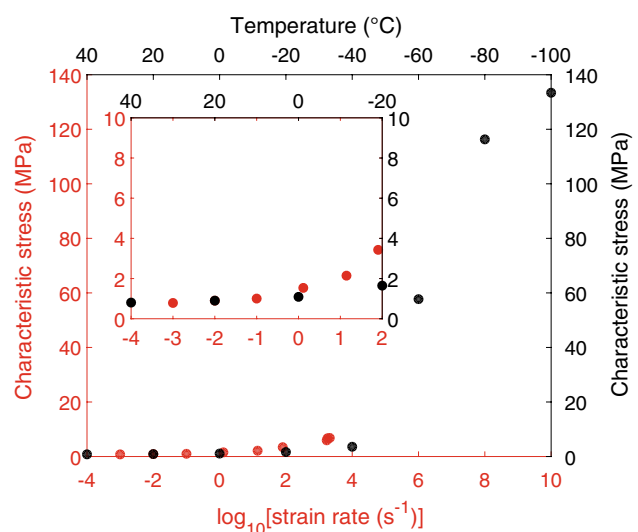 Temperature (°C)
40 20 0 -20 -40 -60 -80 -100
140 140
40 20 0 -20
120 10 10 120
100 8 8 100
Characteristic stress (MPa)
Characteristic stress (MPa)
80 6 6 80
4 4
60 2 2 60
0 0
-4 -3 -2 -1 0 1 2
40 40
20 20
0 0
-4 -2 0 2 4 6 8 10
log10[strain rate (s-1)]